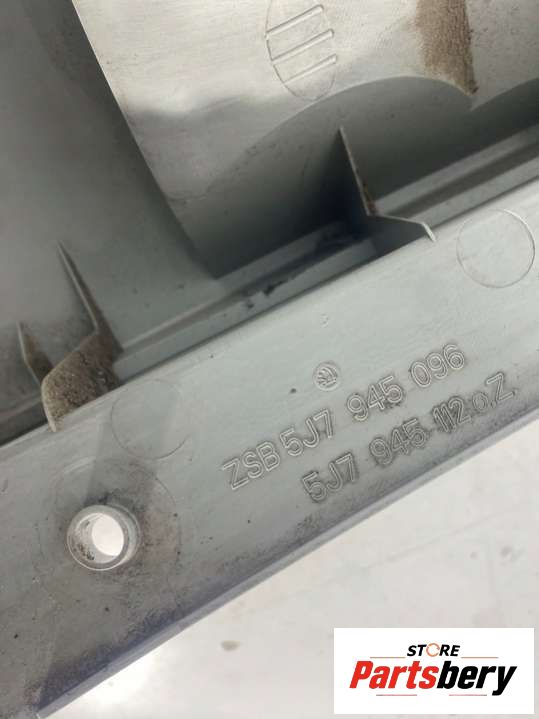 ZSB 5J7 945 096
5J7 945 112 o.Z.
STORE
Partsbery